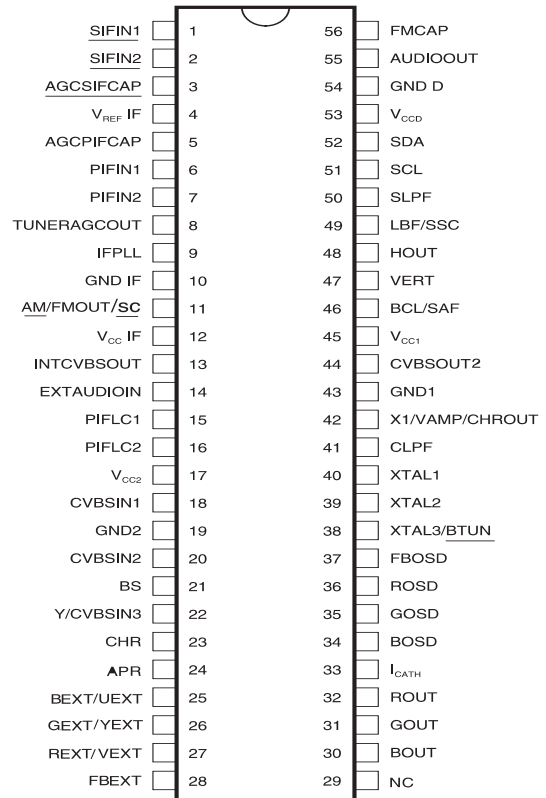 SIFIN1 1 56 FMCAP
SIFIN2 2 55 AUDIOOUT
AGCSIFCAP 3 54 GND D
VREF IF 4 53 VCCD
AGCPIFCAP 5 52 SDA
PIFIN1 6 51 SCL
PIFIN2 7 50 SLPF
TUNERAGCOUT 8 49 LBF/SSC
IFPLL 9 48 HOUT
GND IF 10 47 VERT
AM/FMOUT/SC 11 46 BCL/SAF
VCC IF 12 45 VCC1
INTCVBSOUT 13 44 CVBSOUT2
EXTAUDIOIN 14 43 GND1
PIFLC1 15 42 X1/VAMP/CHROUT
PIFLC2 16 41 CLPF
VCC2 17 40 XTAL1
CVBSIN1 18 39 XTAL2
GND2 19 38 XTAL3/BTUN
CVBSIN2 20 37 FBOSD
BS 21 36 ROSD
Y/CVBSIN3 22 35 GOSD
CHR 23 34 BOSD
APR 24 33 ICATH
BEXT/UEXT 25 32 ROUT
GEXT/YEXT 26 31 GOUT
REXT/VEXT 27 30 BOUT
FBEXT 28 29 NC